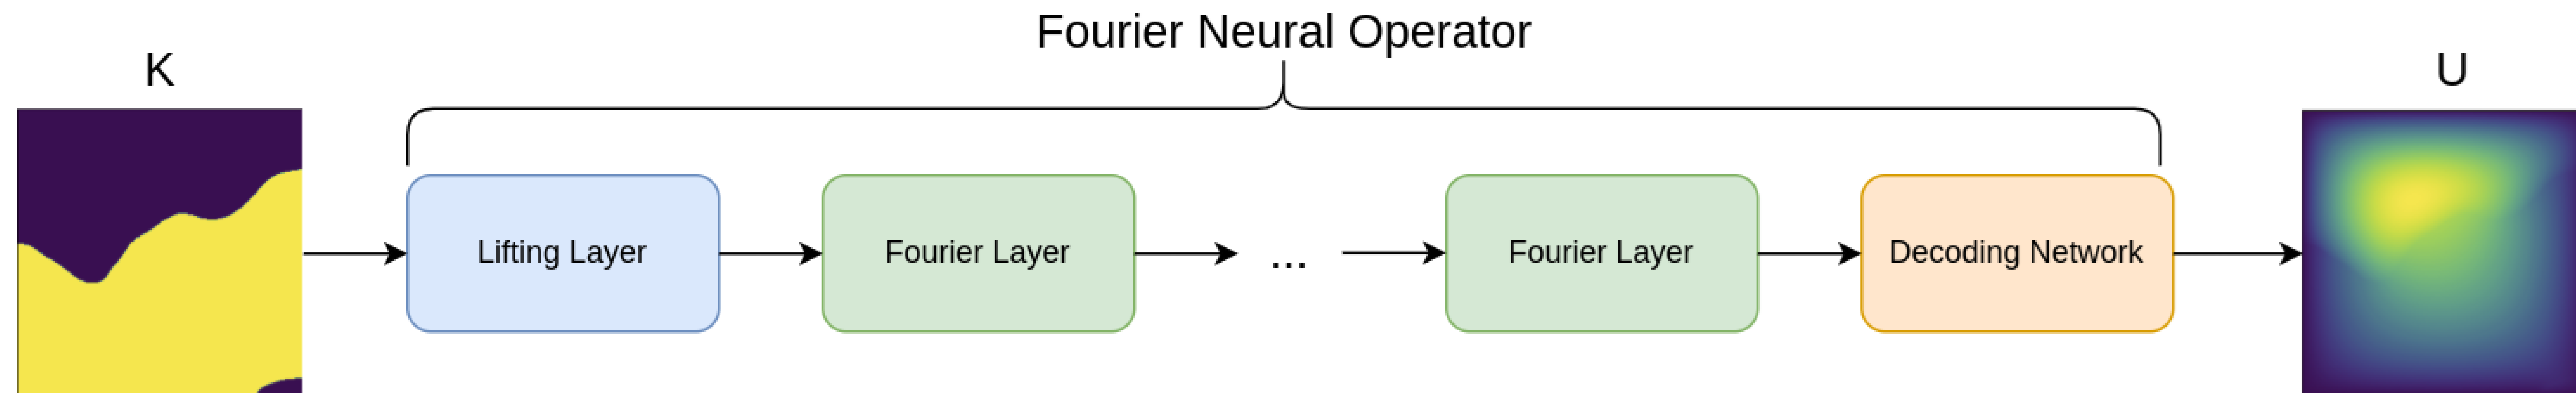 Fourier Neural Operator
K
U
Lifting Layer
Fourier Layer
...
Fourier Layer
Decoding Network